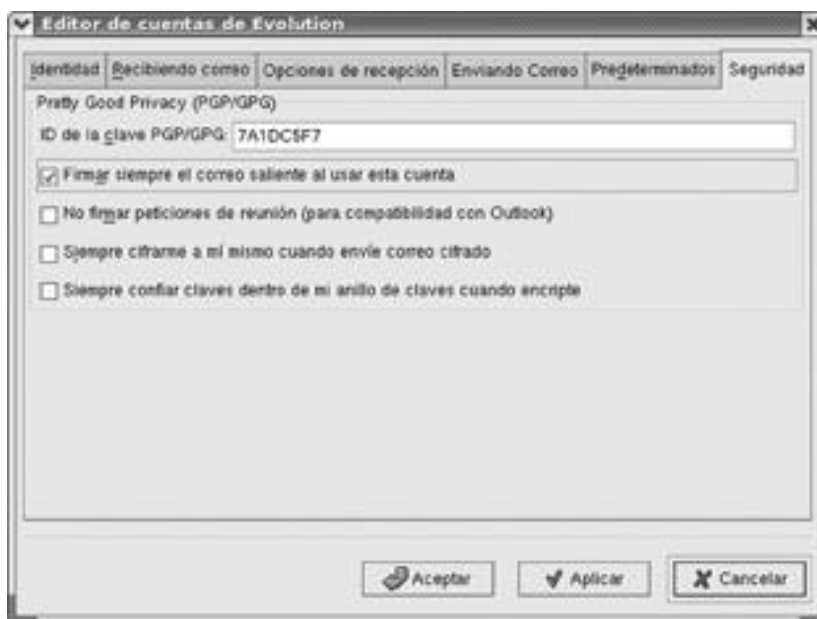 Editor de cuentas de Evolution
Identidad Recibiendo correo Opciones de recepción Enviando Correo Predeterminados Seguridad
Pretty Good Privacy (PGP/GPG)
ID de la clave PGP/GPG: 7A1DC5F7
Firmar siempre el correo saliente al usar esta cuenta
No firmar peticiones de reunión (para compatibilidad con Outlook)
Siempre cifrarme a mí mismo cuando envíe correo cifrado
Siempre confiar claves dentro de mi anillo de claves cuando encripte
Aceptar Aplicar Cancelar